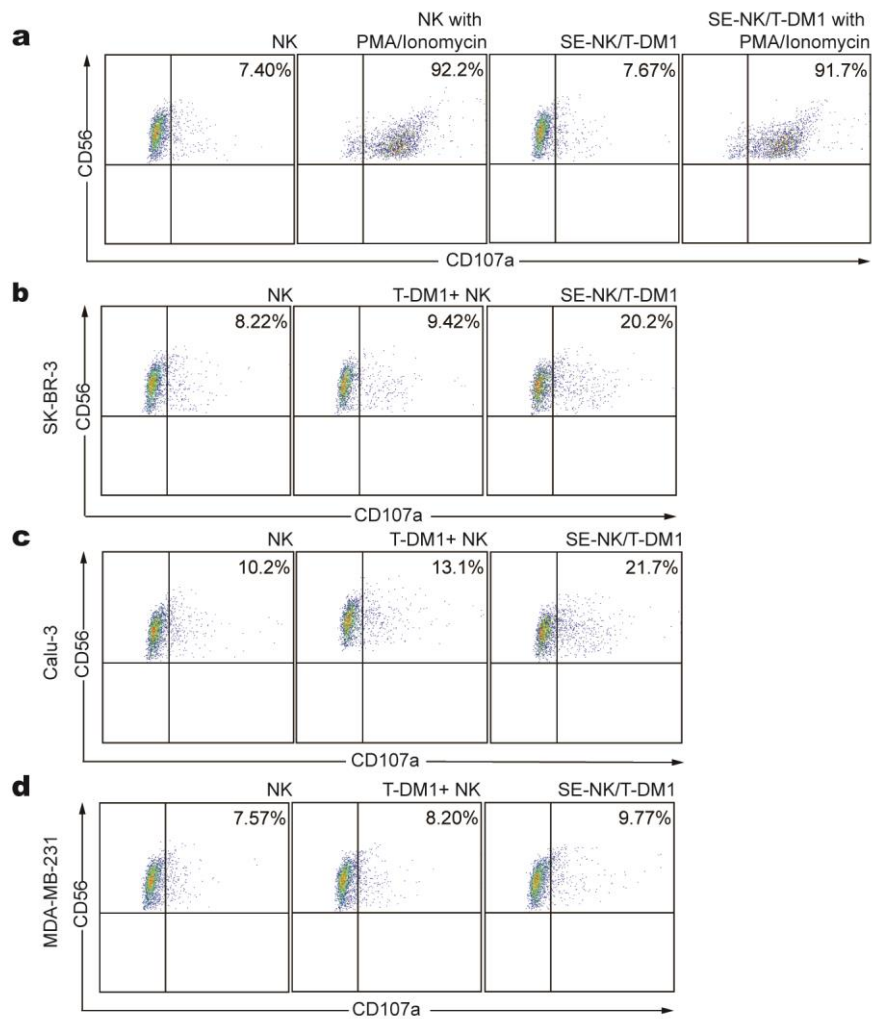 a
NK
NK with
PMA/Ionomycin
SE-NK/T-DM1
SE-NK/T-DM1 with
PMA/Ionomycin
7.40%
92.2%
7.67%
91.7%
CD56
CD107a
b
NK
T-DM1+ NK
SE-NK/T-DM1
8.22%
9.42%
20.2%
SK-BR-3
CD56
CD107a
c
NK
T-DM1+ NK
SE-NK/T-DM1
10.2%
13.1%
21.7%
Calu-3
CD56
CD107a
d
NK
T-DM1+ NK
SE-NK/T-DM1
7.57%
8.20%
9.77%
MDA-MB-231
CD56
CD107a